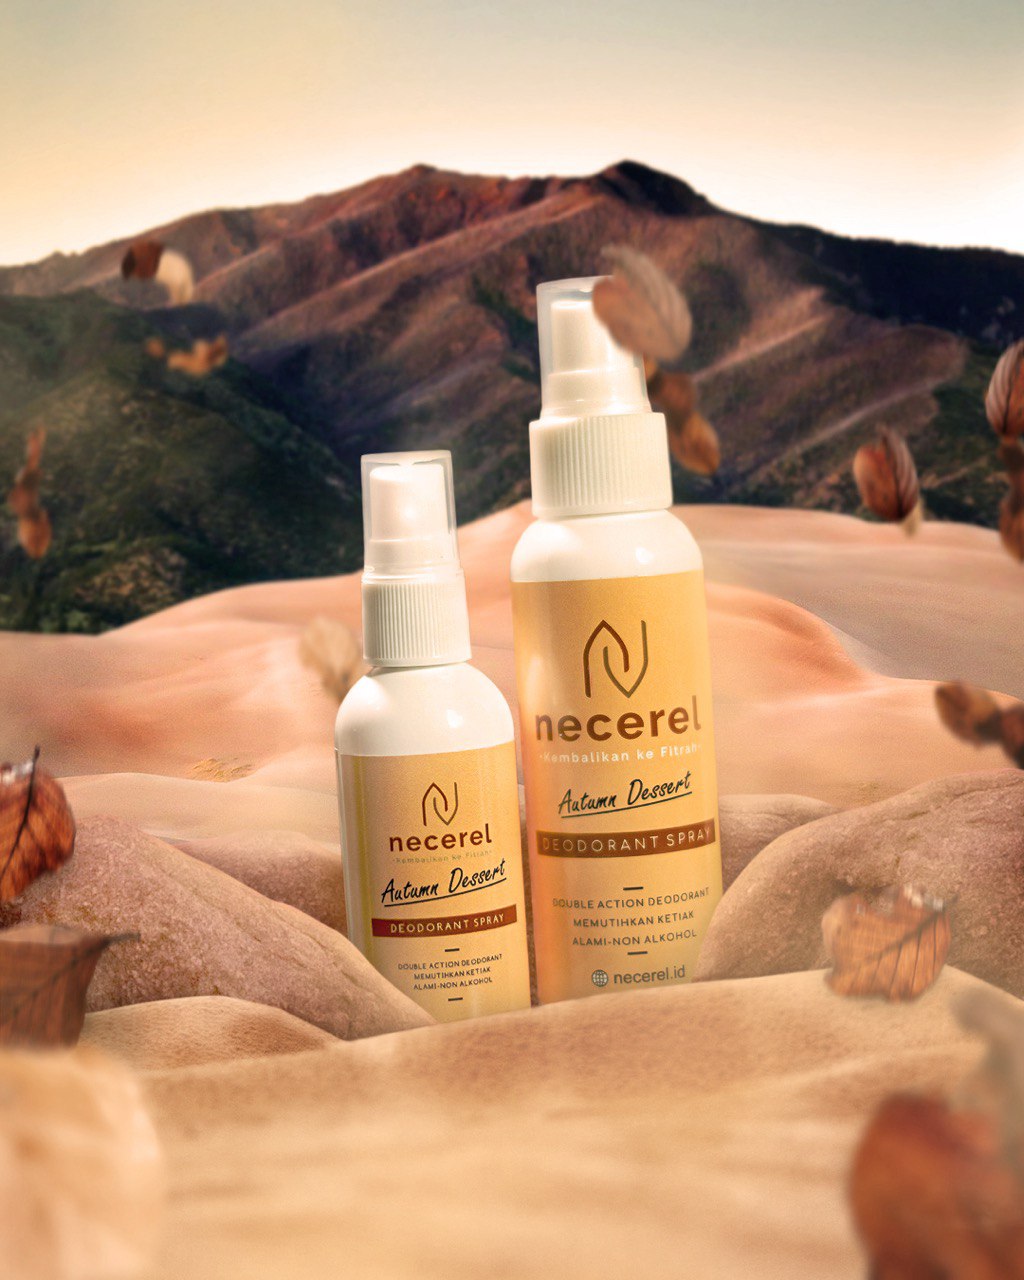 necerel
-Kembalikan ke Fitrah-
Autumn Dessert
DEODORANT SPRAY
DOUBLE ACTION DEODORANT
MEMUTIHKAN KETIAK
ALAMI-NON ALKOHOL
necerel
-Kembalikan ke Fitrah-
Autumn Dessert
DEODORANT SPRAY
DOUBLE ACTION DEODORANT
MEMUTIHKAN KETIAK
ALAMI-NON ALKOHOL
necerel.id